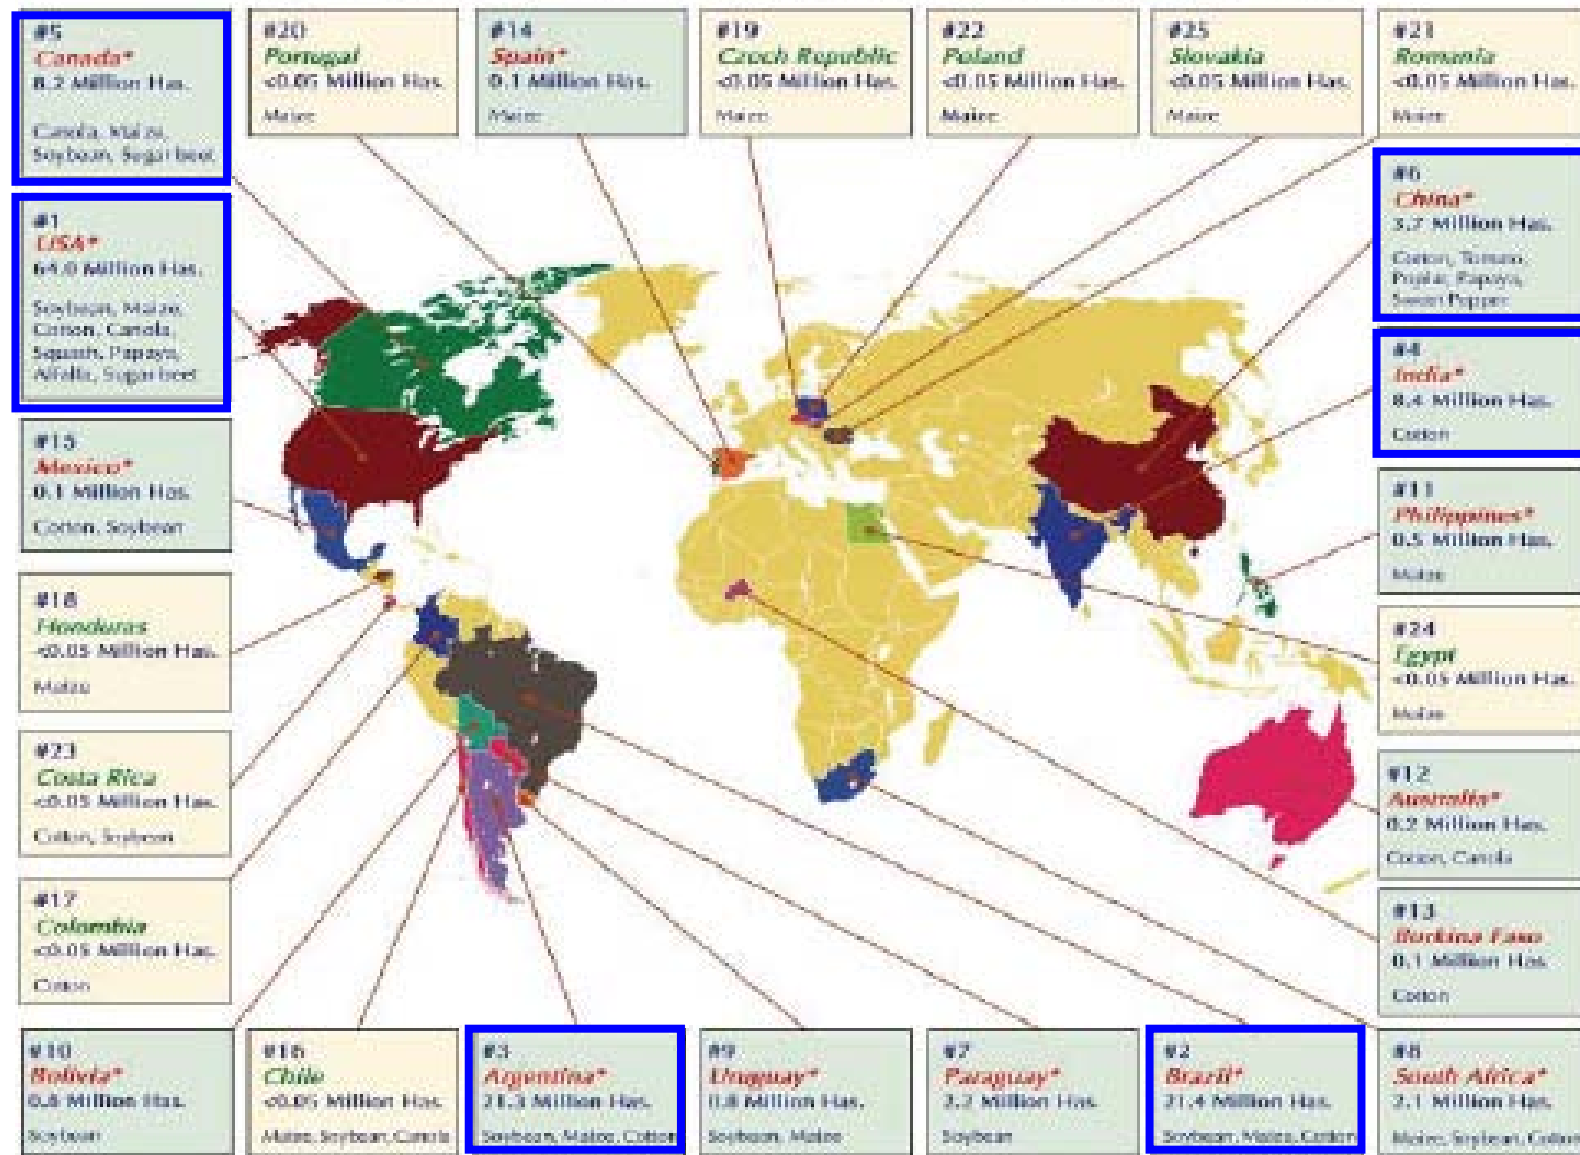 #5
Canada*
8.2 Million Has.
Canola, Maize,
Soybean, Sugar beet
#20
Portugal
<0.05 Million Has.
Maize
#14
Spain*
0.1 Million Has.
Maize
#19
Czech Republic
<0.05 Million Has.
Maize
#22
Poland
<0.05 Million Has.
Maize
#25
Slovakia
<0.05 Million Has.
Maize
#21
Romania
<0.05 Million Has.
Maize
#1
USA*
64.0 Million Has.
Soybean, Maize,
Cotton, Canola,
Squash, Papaya,
Alfalfa, Sugarbeet
#6
China*
3.7 Million Has.
Cotton, Tomato,
Poplar, Papaya,
Sweet Pepper
#4
India*
8.4 Million Has.
Cotton
#15
Mexico*
0.1 Million Has.
Cotton, Soybean
#11
Philippines*
0.5 Million Has.
Maize
#18
Honduras
<0.05 Million Has.
Maize
#24
Egypt
<0.05 Million Has.
Maize
#23
Costa Rica
<0.05 Million Has.
Cotton, Soybean
#12
Australia*
0.2 Million Has.
Cotton, Canola
#17
Colombia
<0.05 Million Has.
Cotton
#13
Burkina Faso
0.1 Million Has.
Cotton
#10
Bolivia*
0.8 Million Has.
Soybean
#16
Chile
<0.05 Million Has.
Maize, Soybean, Canola
#3
Argentina*
21.3 Million Has.
Soybean, Maize, Cotton
#9
Uruguay*
0.8 Million Has.
Soybean, Maize
#7
Paraguay*
2.2 Million Has.
Soybean
#2
Brazil*
21.4 Million Has.
Soybean, Maize, Cotton
#8
South Africa*
2.1 Million Has.
Maize, Soybean, Cotton